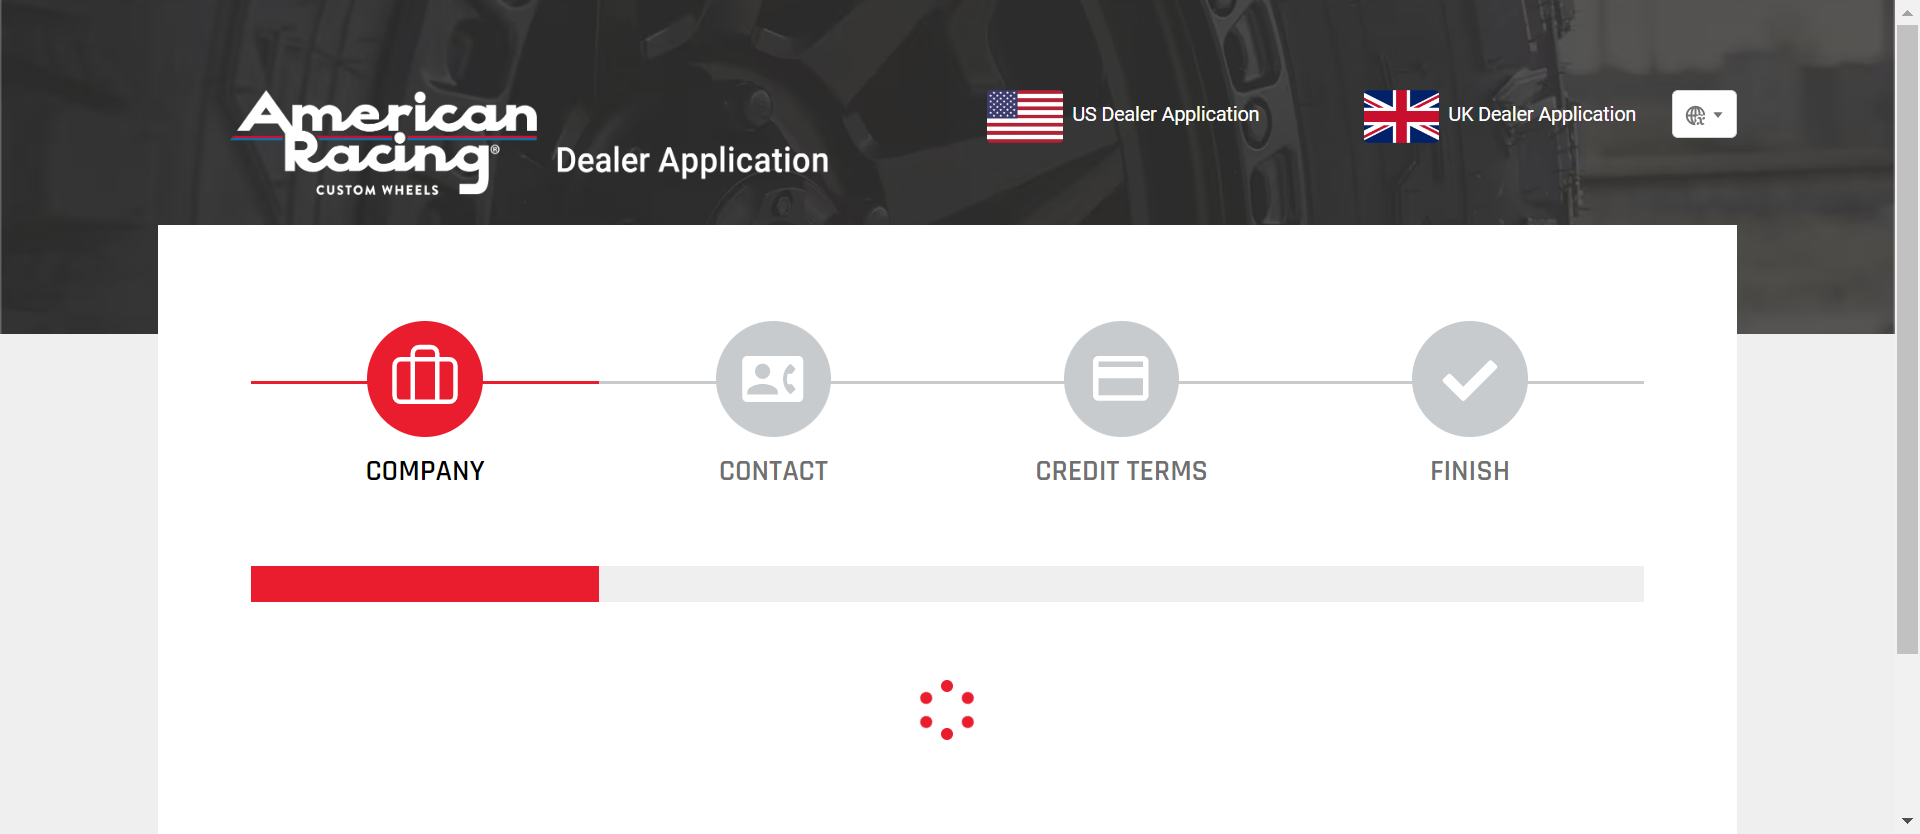 American
Racing®
CUSTOM WHEELS
Dealer Application
US Dealer Application
UK Dealer Application
COMPANY
CONTACT
CREDIT TERMS
FINISH